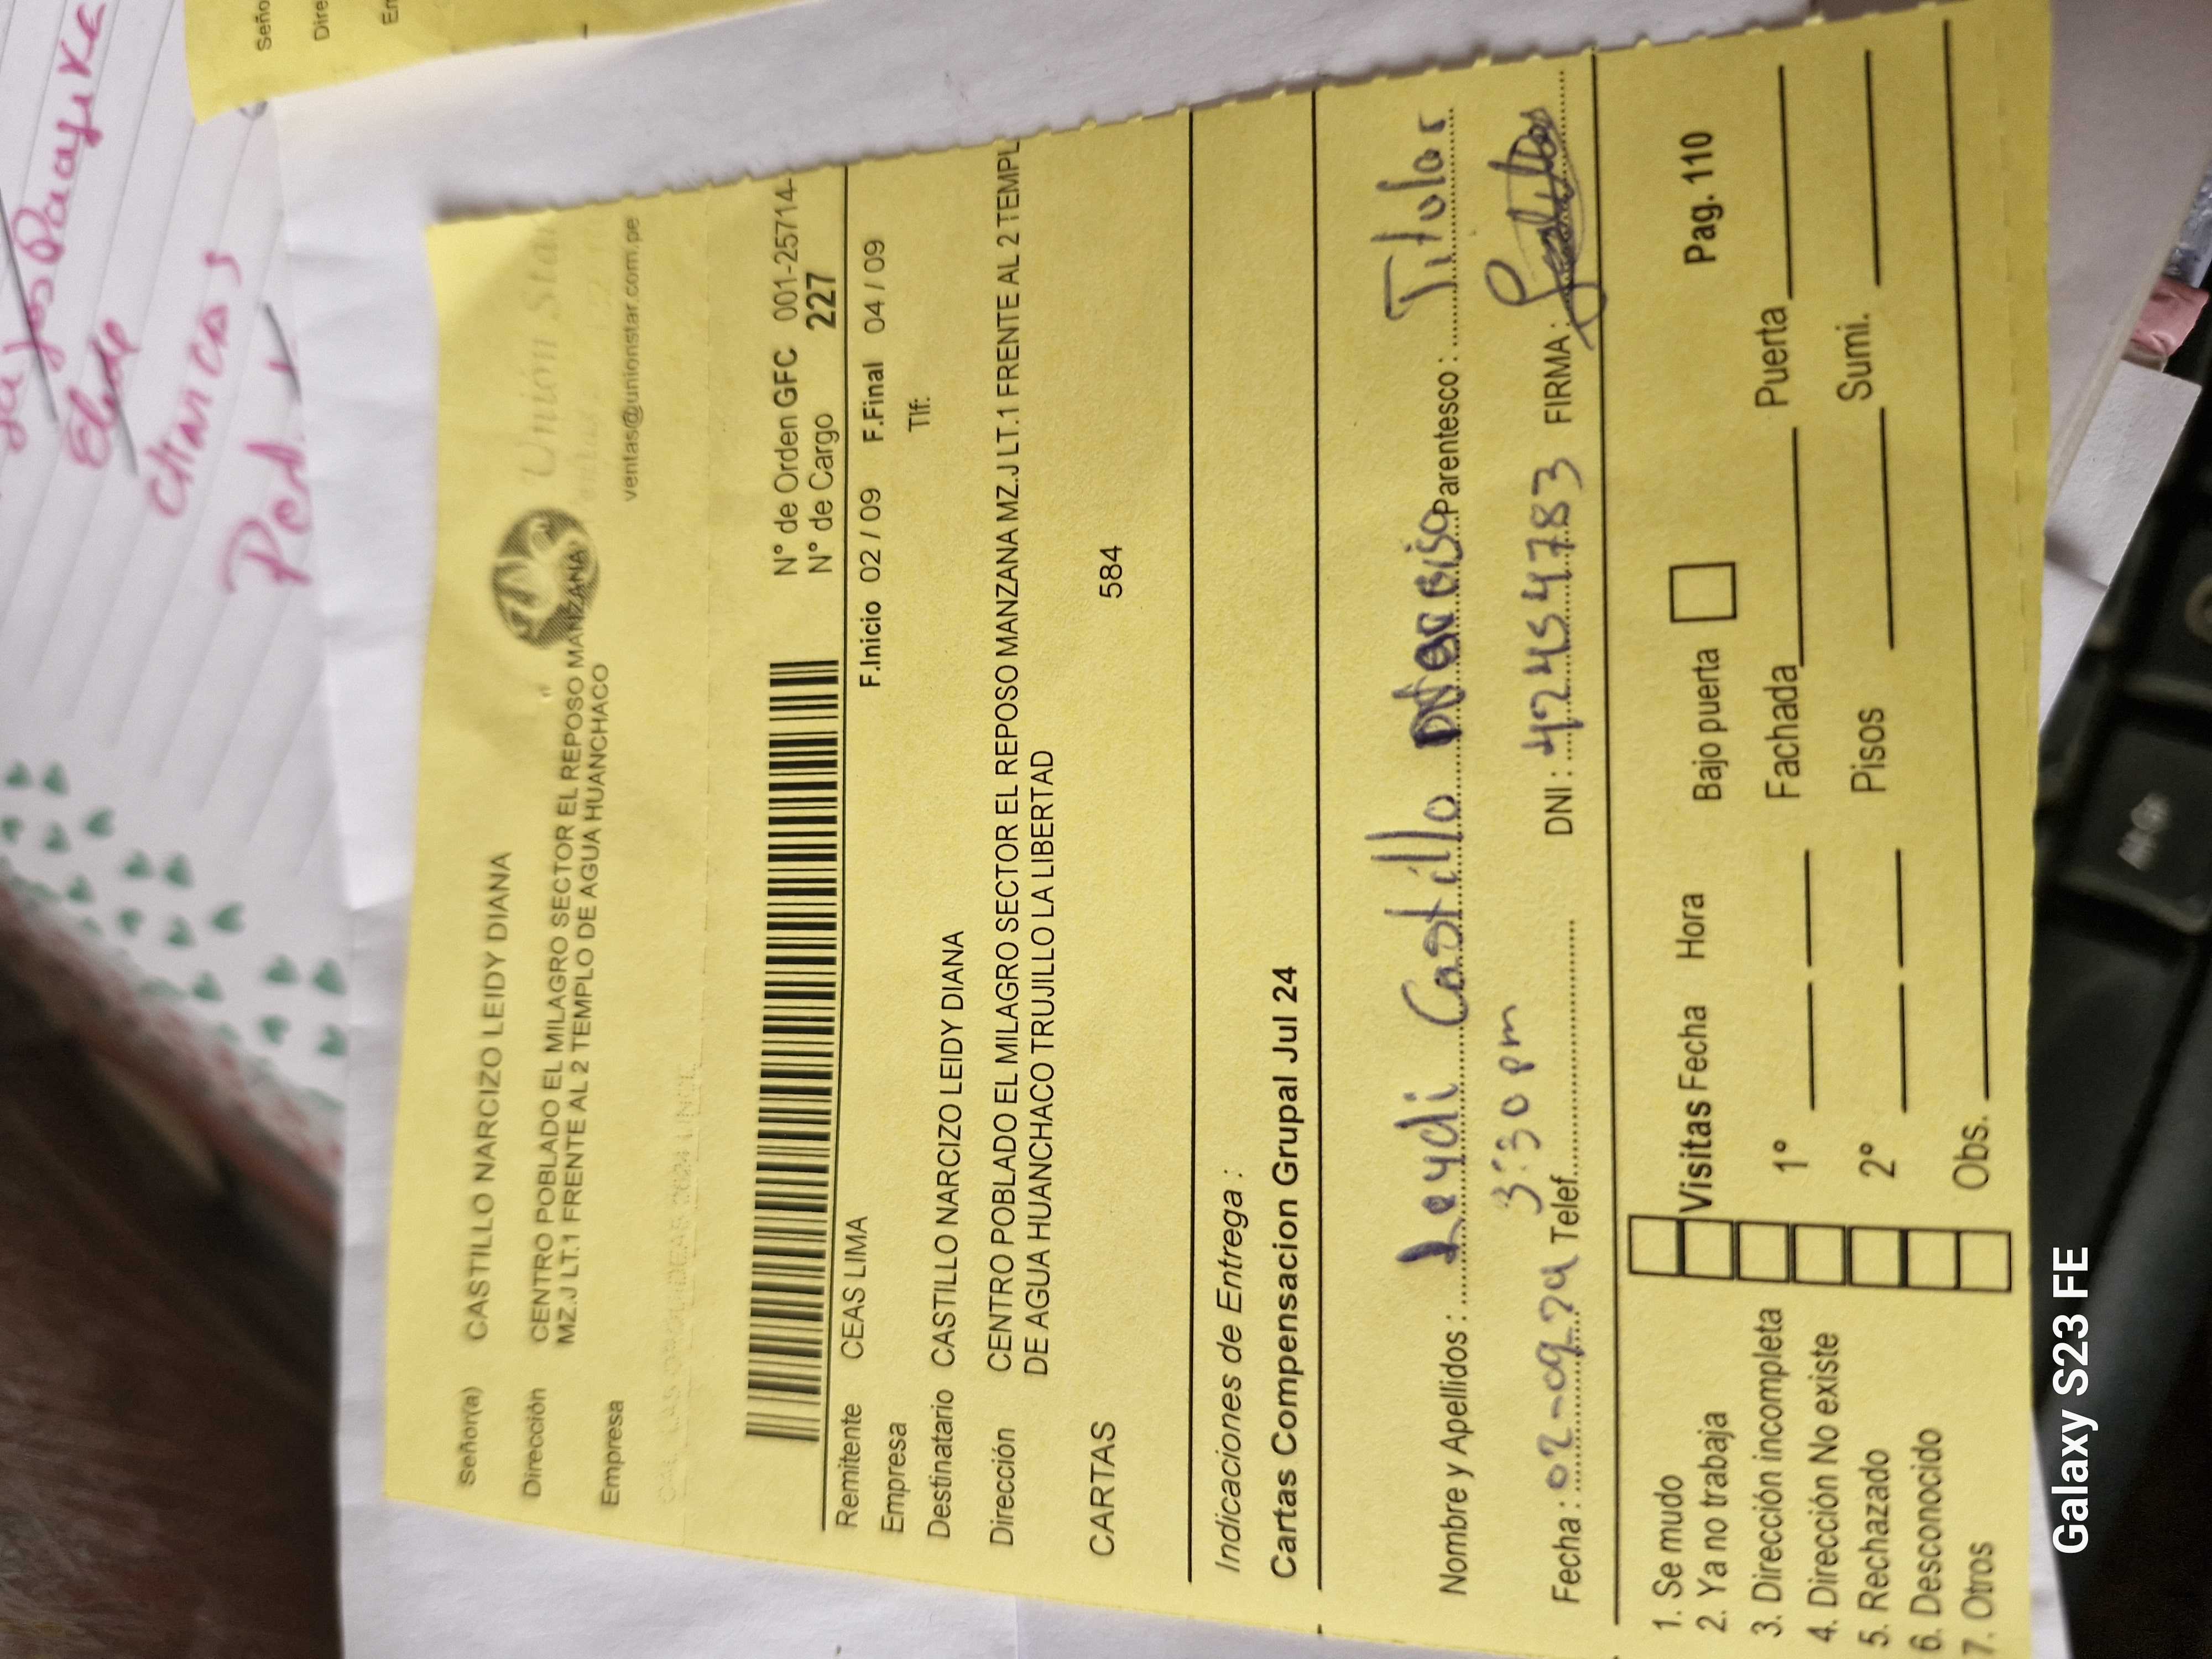 Señor(a) CASTILLO NARCIZO LEIDY DIANA
Dirección CENTRO POBLADO EL MILAGRO SECTOR EL REPOSO MANZANA
MZ.J LT.1 FRENTE AL 2 TEMPLO DE AGUA HUANCHACO
Empresa
Unión Star
ventas@unionstar.com.pe
N° de Orden GFC 001-25714-
N° de Cargo 227
Remitente CEAS LIMA
F.Inicio 02 / 09 F.Final 04 / 09
Empresa
Tlf:
Destinatario CASTILLO NARCIZO LEIDY DIANA
Dirección CENTRO POBLADO EL MILAGRO SECTOR EL REPOSO MANZANA MZ.J LT.1 FRENTE AL 2 TEMPL
DE AGUA HUANCHACO TRUJILLO LA LIBERTAD
CARTAS 584
Indicaciones de Entrega :
Cartas Compensacion Grupal Jul 24
Nombre y Apellidos : Leydi Castillo Parentesco : Titular
3:30 pm
Fecha : 02-09-24 Telef. DNI : 42454783 FIRMA :
1. Se mudo
2. Ya no trabaja
3. Dirección incompleta
4. Dirección No existe
5. Rechazado
6. Desconocido
7. Otros
Visitas Fecha Hora Bajo puerta Pag. 110
1° Fachada Puerta
2° Pisos Sumi.
Obs.
Seño
Dire
Em
Chancas
Galaxy S23 FE